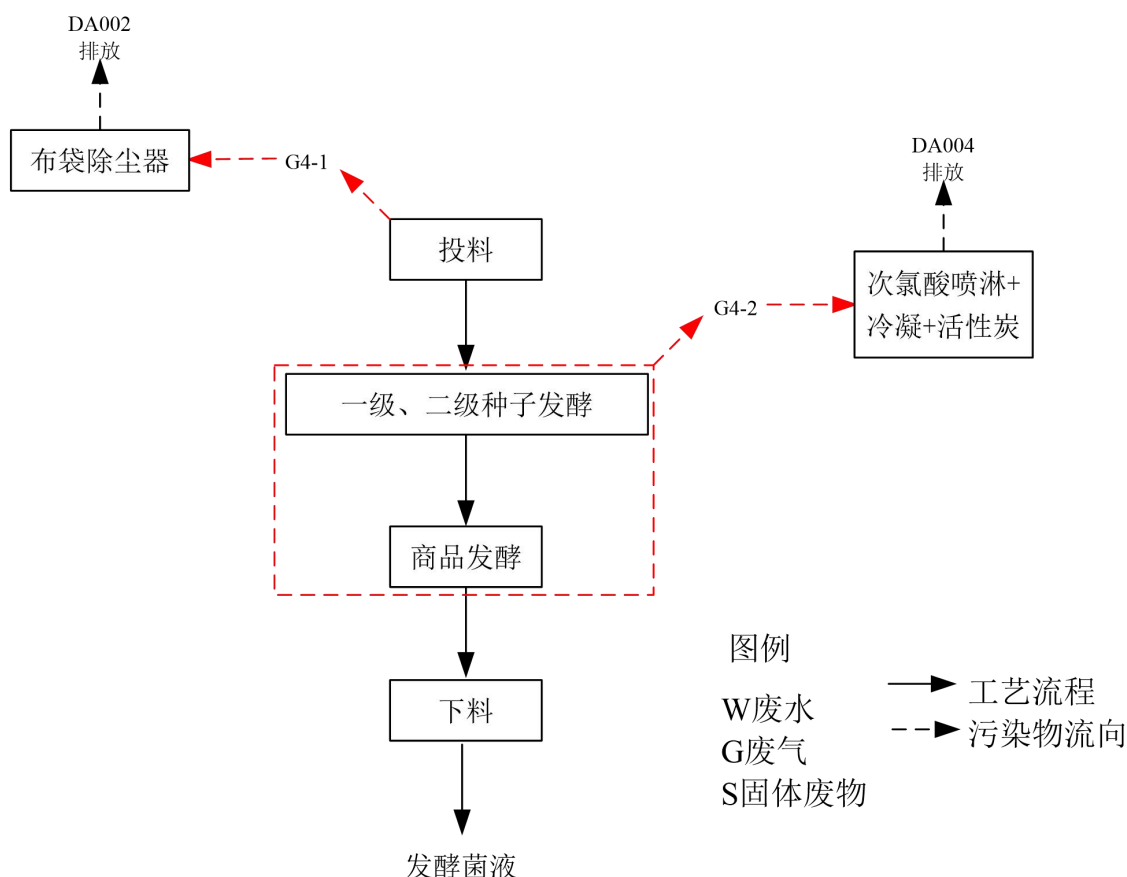 DA002
排放
布袋除尘器
G4-1
DA004
排放
投料
次氯酸喷淋+
冷凝+活性炭
G4-2
一级、二级种子发酵
商品发酵
下料
发酵菌液
图例
W废水
G废气
S固体废物
工艺流程
污染物流向